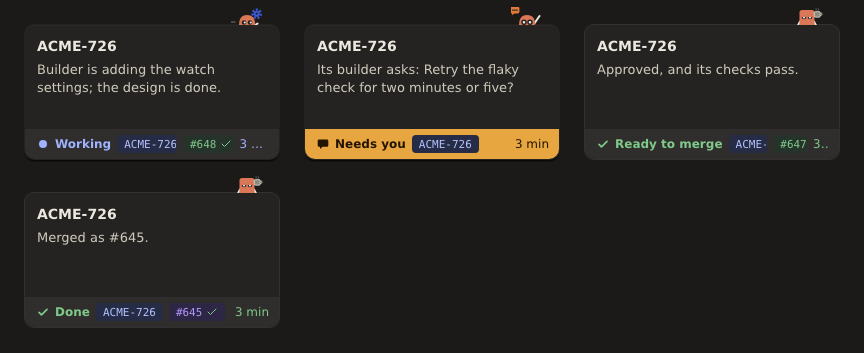 ACME-726
Builder is adding the watch
settings; the design is done.
Working ACME-726 #648 3 ...
ACME-726
Its builder asks: Retry the flaky
check for two minutes or five?
Needs you ACME-726 3 min
ACME-726
Approved, and its checks pass.
Ready to merge ACME- #647 3..
ACME-726
Merged as #645.
Done ACME-726 #645 3 min